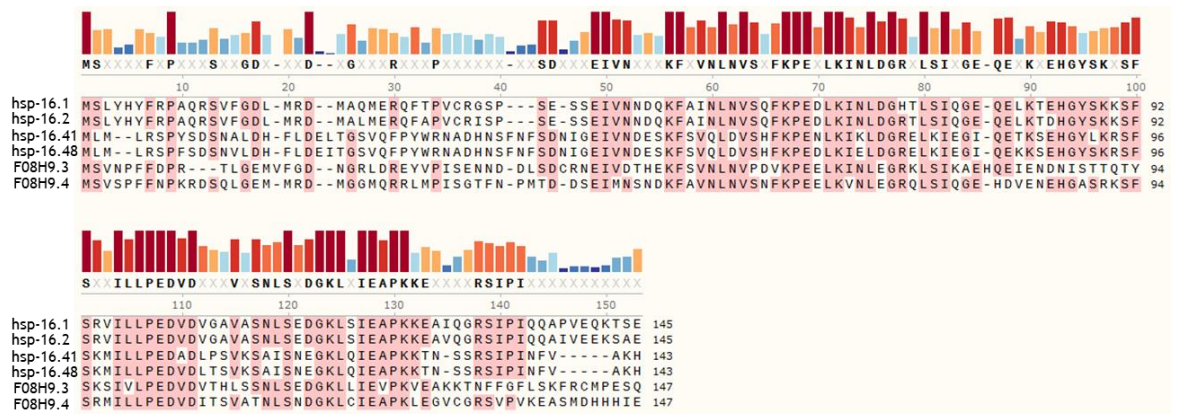 MSXXXXFXPXXXSXXGDX-XXD--XGXXXRXXXPXXXXXX-XXSDXXXEIVNXXXKFXVNLNVSXFKPEXLKINLDGRXLSIXGE-QEXKXEHGYSKXSF
10 20 30 40 50 60 70 80 90 100
hsp-16.1 MSLYHYFRPAQRSVFGDL-MRD--MAQMERQFTPVCRGSP---SE-SSEIVNNDQKFAINLNVSQFKPEDLKINLDGHTLSIQGE-QELKTEHGYSKKSF 92
hsp-16.2 MSLYHYFRPAQRSVFGDL-MRD--MALMERQFAPVCRISP---SE-SSEIVNNDQKFAINLNVSQFKPEDLKINLDGRTLSIQGE-QELKTDHGYSKKSF 92
hsp-16.41 MLM--LRSPYSDSNALDH-FLDELTGSVQFPYWRNADHNSFNFSDNIGEIVNDESKFSVQLDVSHFKPENLKIKLDGRELKIEGI-QETKSEHGYLKRSF 96
hsp-16.48 MLM--LRSPFSDSNVLDH-FLDEITGSVQFPYWRNADHNSFNFSDNIGEIVNDESKFSVQLDVSHFKPEDLKIELDGRELKIEGI-QEKKSEHGYSKRSF 96
F08H9.3 MSVNPFFDPR---TLGEMVFGD--NGRLDREYVPISENND-DLSDCRNEIVDTHEKFSVNLNVPDVKPEELKINLEGRKLSIKAEHQEIENDNISTTQTY 94
F08H9.4 MSVSPFFNPKRDSQLGEM-MRD--MGGMQRRLMPISGTFN-PMTD-DSEIMNSNDKFAVNLNVSNFKPEELKVNLEGRQLSIQGE-HDVENEHGASRKSF 94
SXXILLPEDVDXXXVXSNLSXDGKLXIEAPKKEXXXXRSIPIXXXXXXXXXXX
110 120 130 140 150
hsp-16.1 SRVILLPEDVDVGAVASNLSEDGKLSIEAPKKEAIQGRSIPIQQAPVEQKTSE 145
hsp-16.2 SRVILLPEDVDVGAVASNLSEDGKLSIEAPKKEAVQGRSIPIQQAIVEEKSAE 145
hsp-16.41 SKMILLPEDADLPSVKSAISNEGKLQIEAPKKTN-SSRSIPINFV-----AKH 143
hsp-16.48 SKMILLPEDVDLTSVKSAISNEGKLQIEAPKKTN-SSRSIPINFV-----AKH 143
F08H9.3 SKSIVLPEDVDVTHLSSNLSEDGKLLIEVPKVEAKKTNFFGFLSKFRCMPESQ 147
F08H9.4 SRMILLPEDVDITSVATNLSNDGKLCIEAPKLEGVCGRSVPVKEASMDHHHIE 147